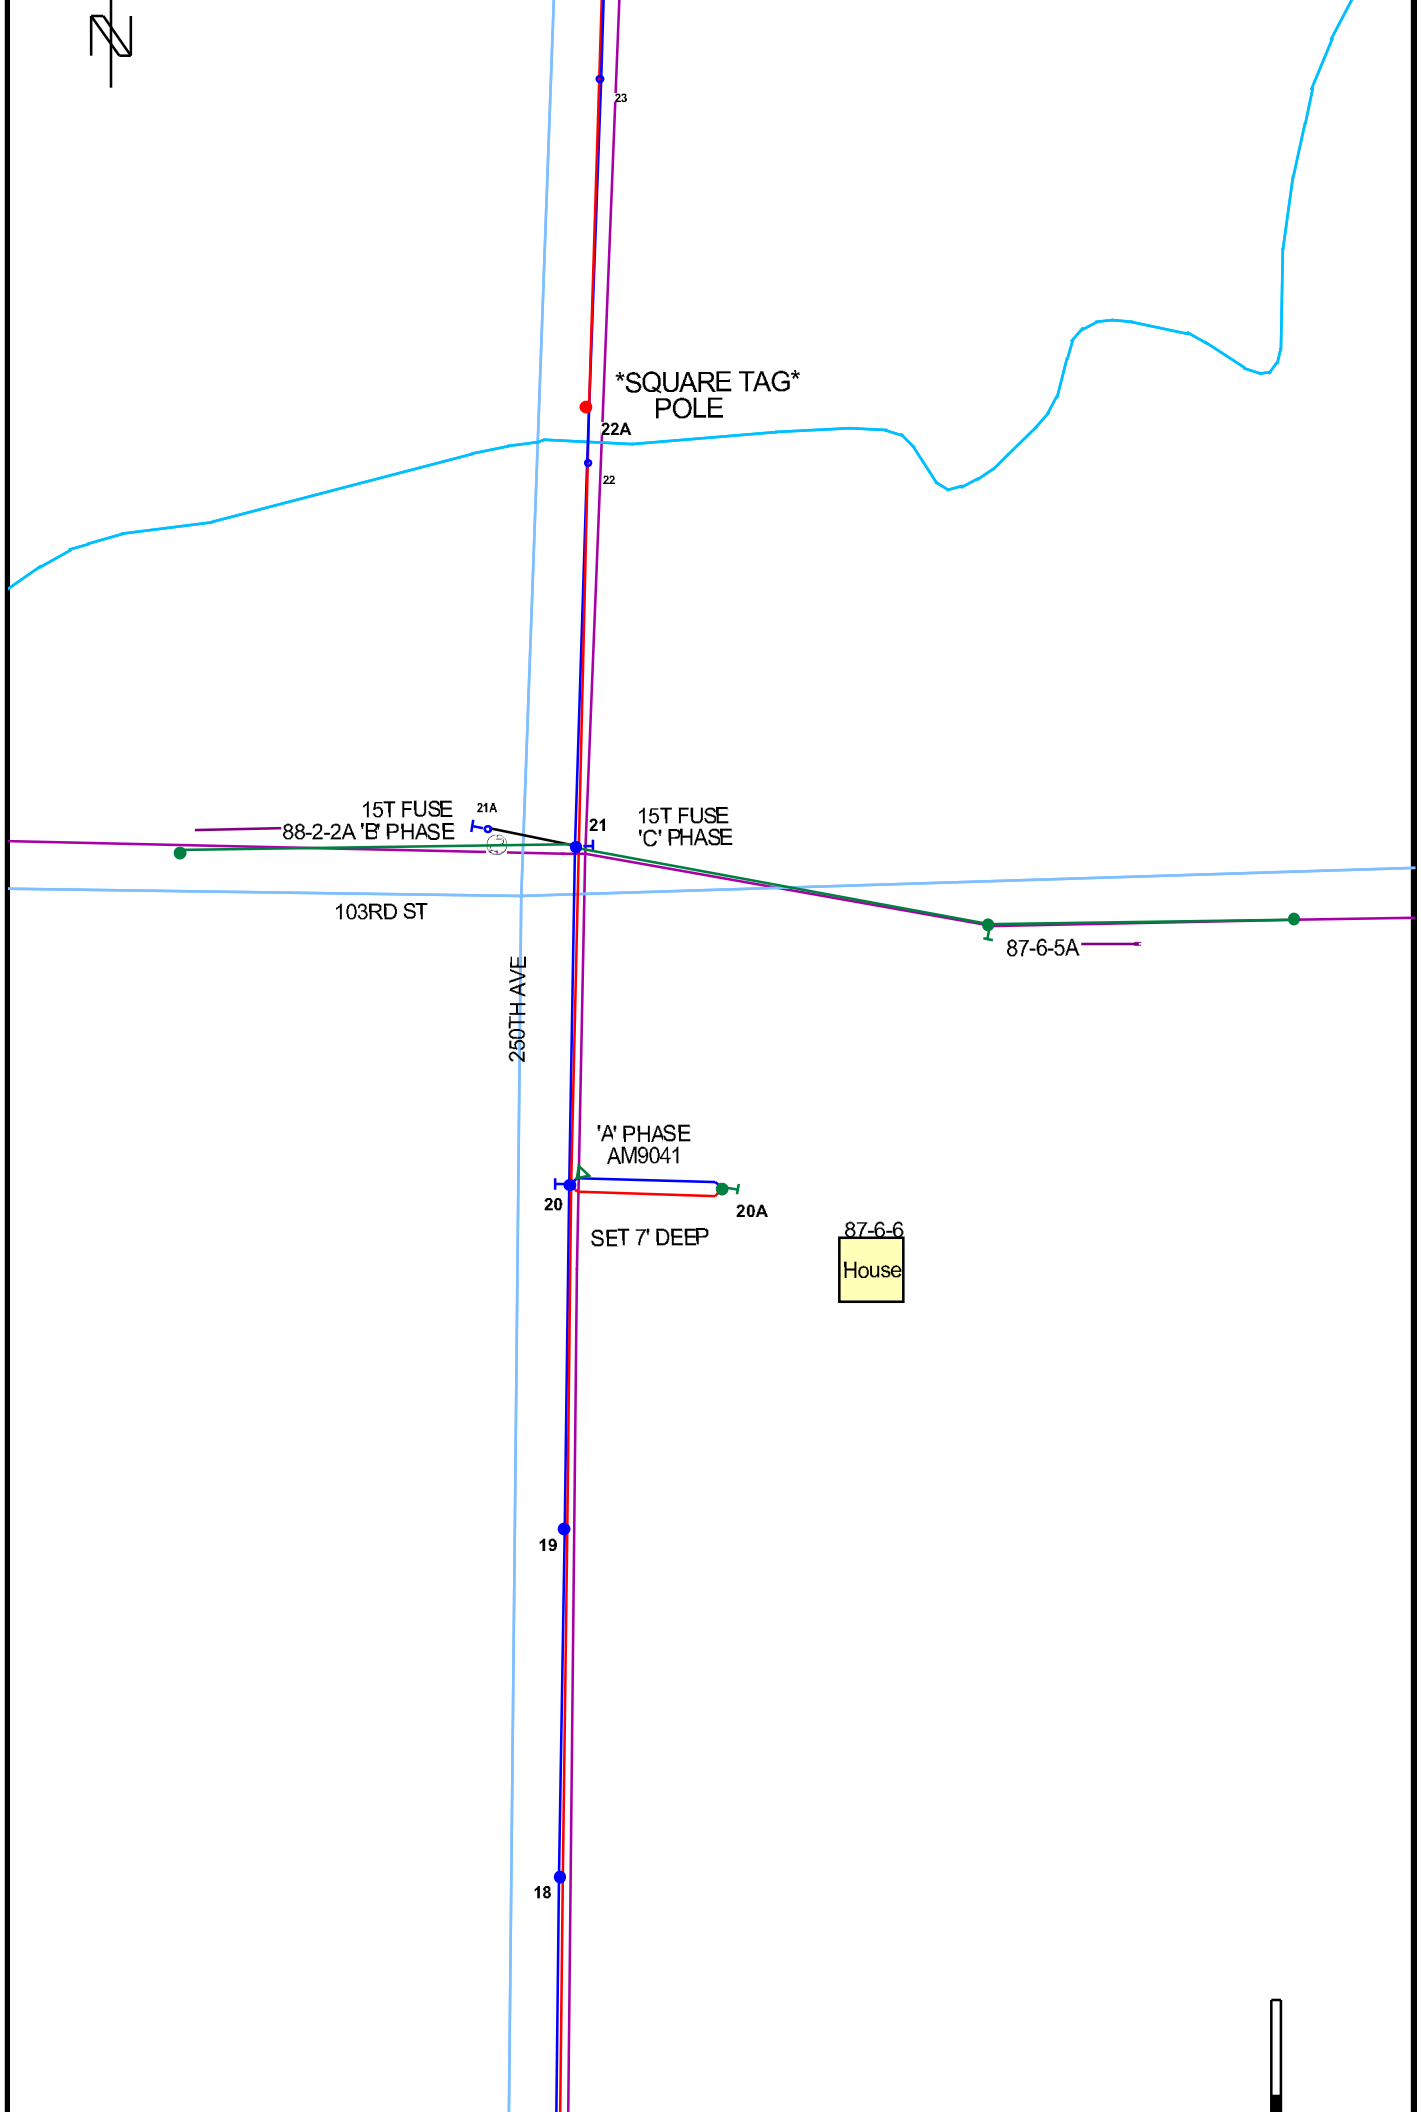 N
23
*SQUARE TAG*
POLE
22A
22
15T FUSE
88-2-2A 'B' PHASE
21A
21
15T FUSE
'C' PHASE
103RD ST
87-6-5A
250TH AVE
'A' PHASE
AM9041
20
20A
SET 7' DEEP
87-6-6
House
19
18